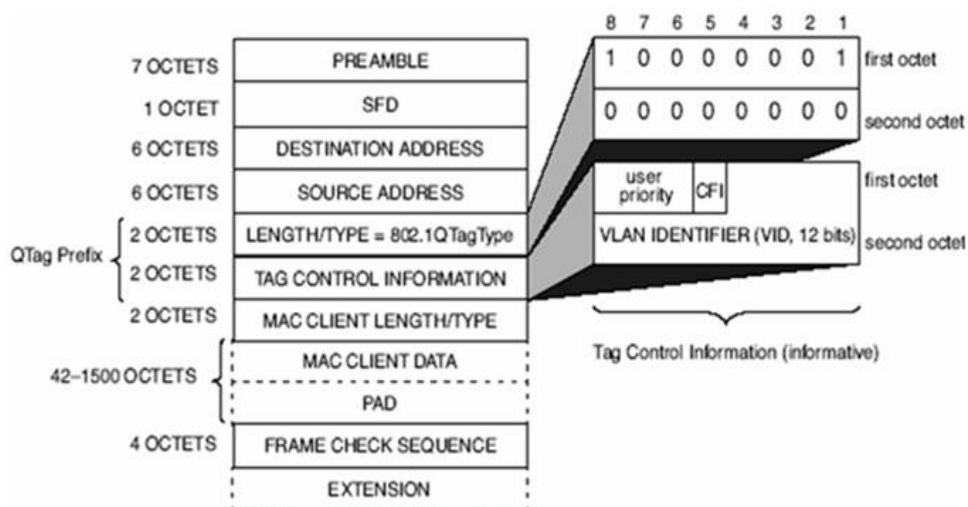 8 7 6 5 4 3 2 1
7 OCTETS PREAMBLE 1 0 0 0 0 0 0 1 first octet
1 OCTET SFD 0 0 0 0 0 0 0 0 second octet
6 OCTETS DESTINATION ADDRESS
6 OCTETS SOURCE ADDRESS user priority CFI first octet
QTag Prefix 2 OCTETS LENGTH/TYPE = 802.1QTagType VLAN IDENTIFIER (VID, 12 bits) second octet
2 OCTETS TAG CONTROL INFORMATION
2 OCTETS MAC CLIENT LENGTH/TYPE
Tag Control Information (informative)
42–1500 OCTETS MAC CLIENT DATA
PAD
4 OCTETS FRAME CHECK SEQUENCE
EXTENSION